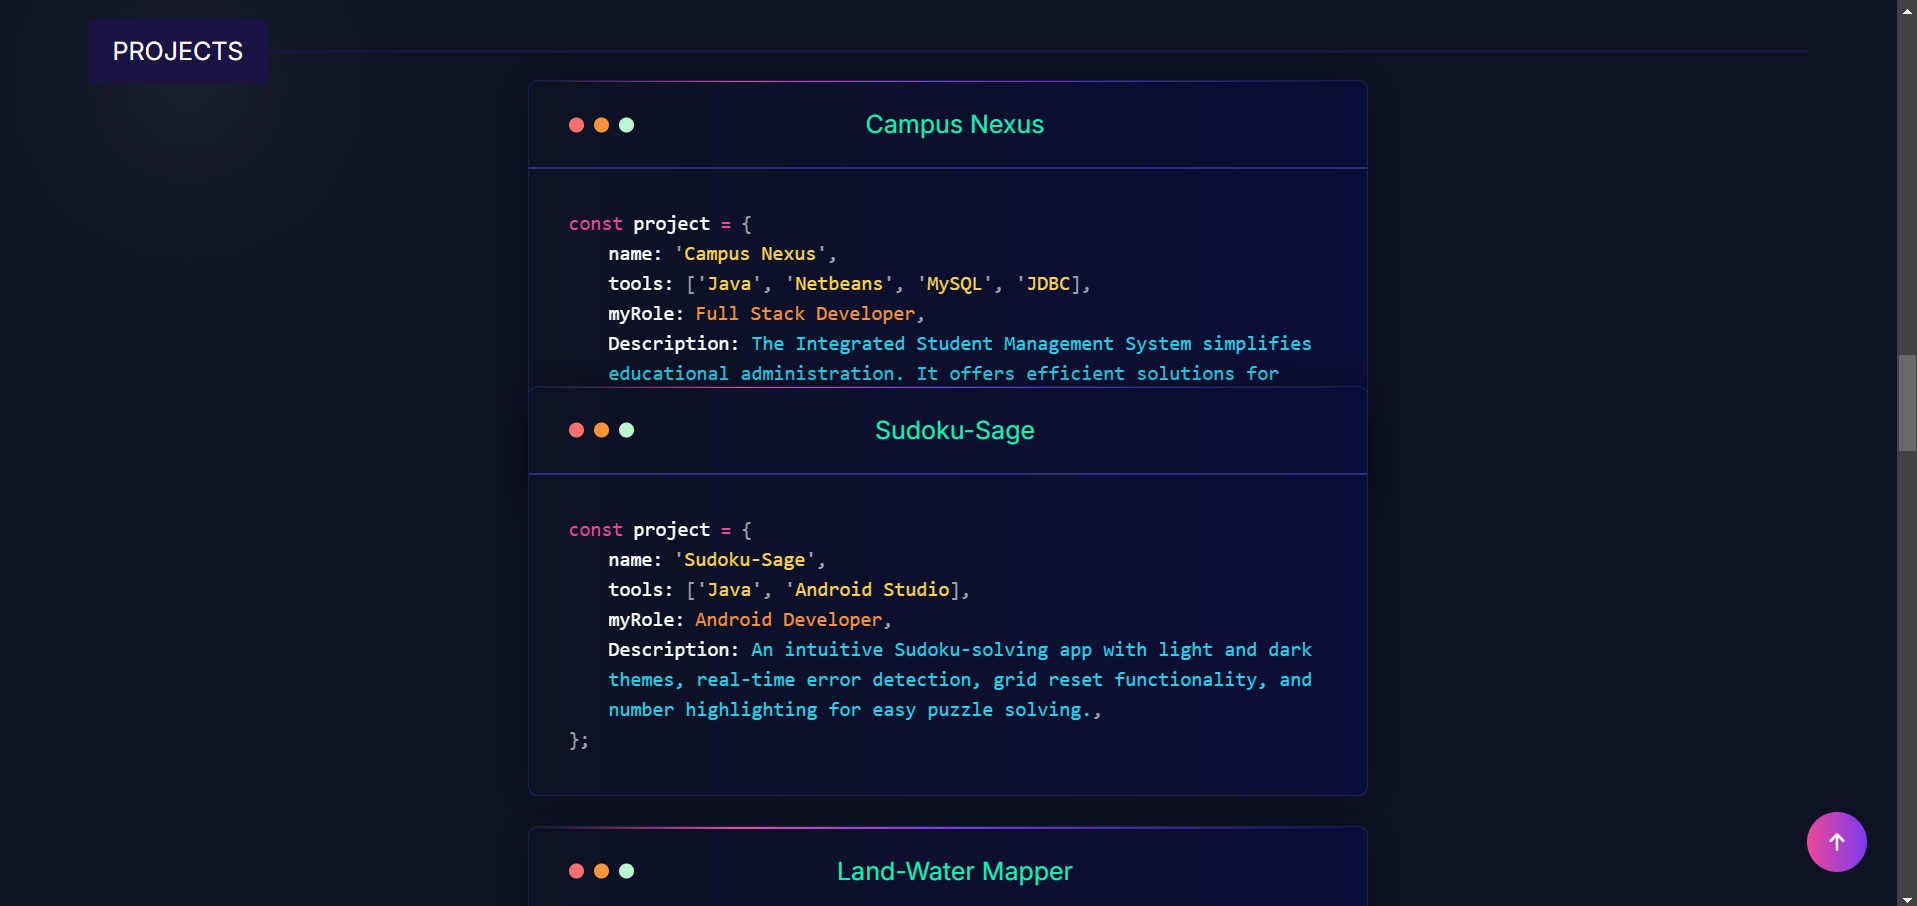 PROJECTS
Campus Nexus
const project = {
name: 'Campus Nexus',
tools: ['Java', 'Netbeans', 'MySQL', 'JDBC],
myRole: Full Stack Developer,
Description: The Integrated Student Management System simplifies
educational administration. It offers efficient solutions for
Sudoku-Sage
const project = {
name: 'Sudoku-Sage',
tools: ['Java', 'Android Studio],
myRole: Android Developer,
Description: An intuitive Sudoku-solving app with light and dark
themes, real-time error detection, grid reset functionality, and
number highlighting for easy puzzle solving.,
};
Land-Water Mapper